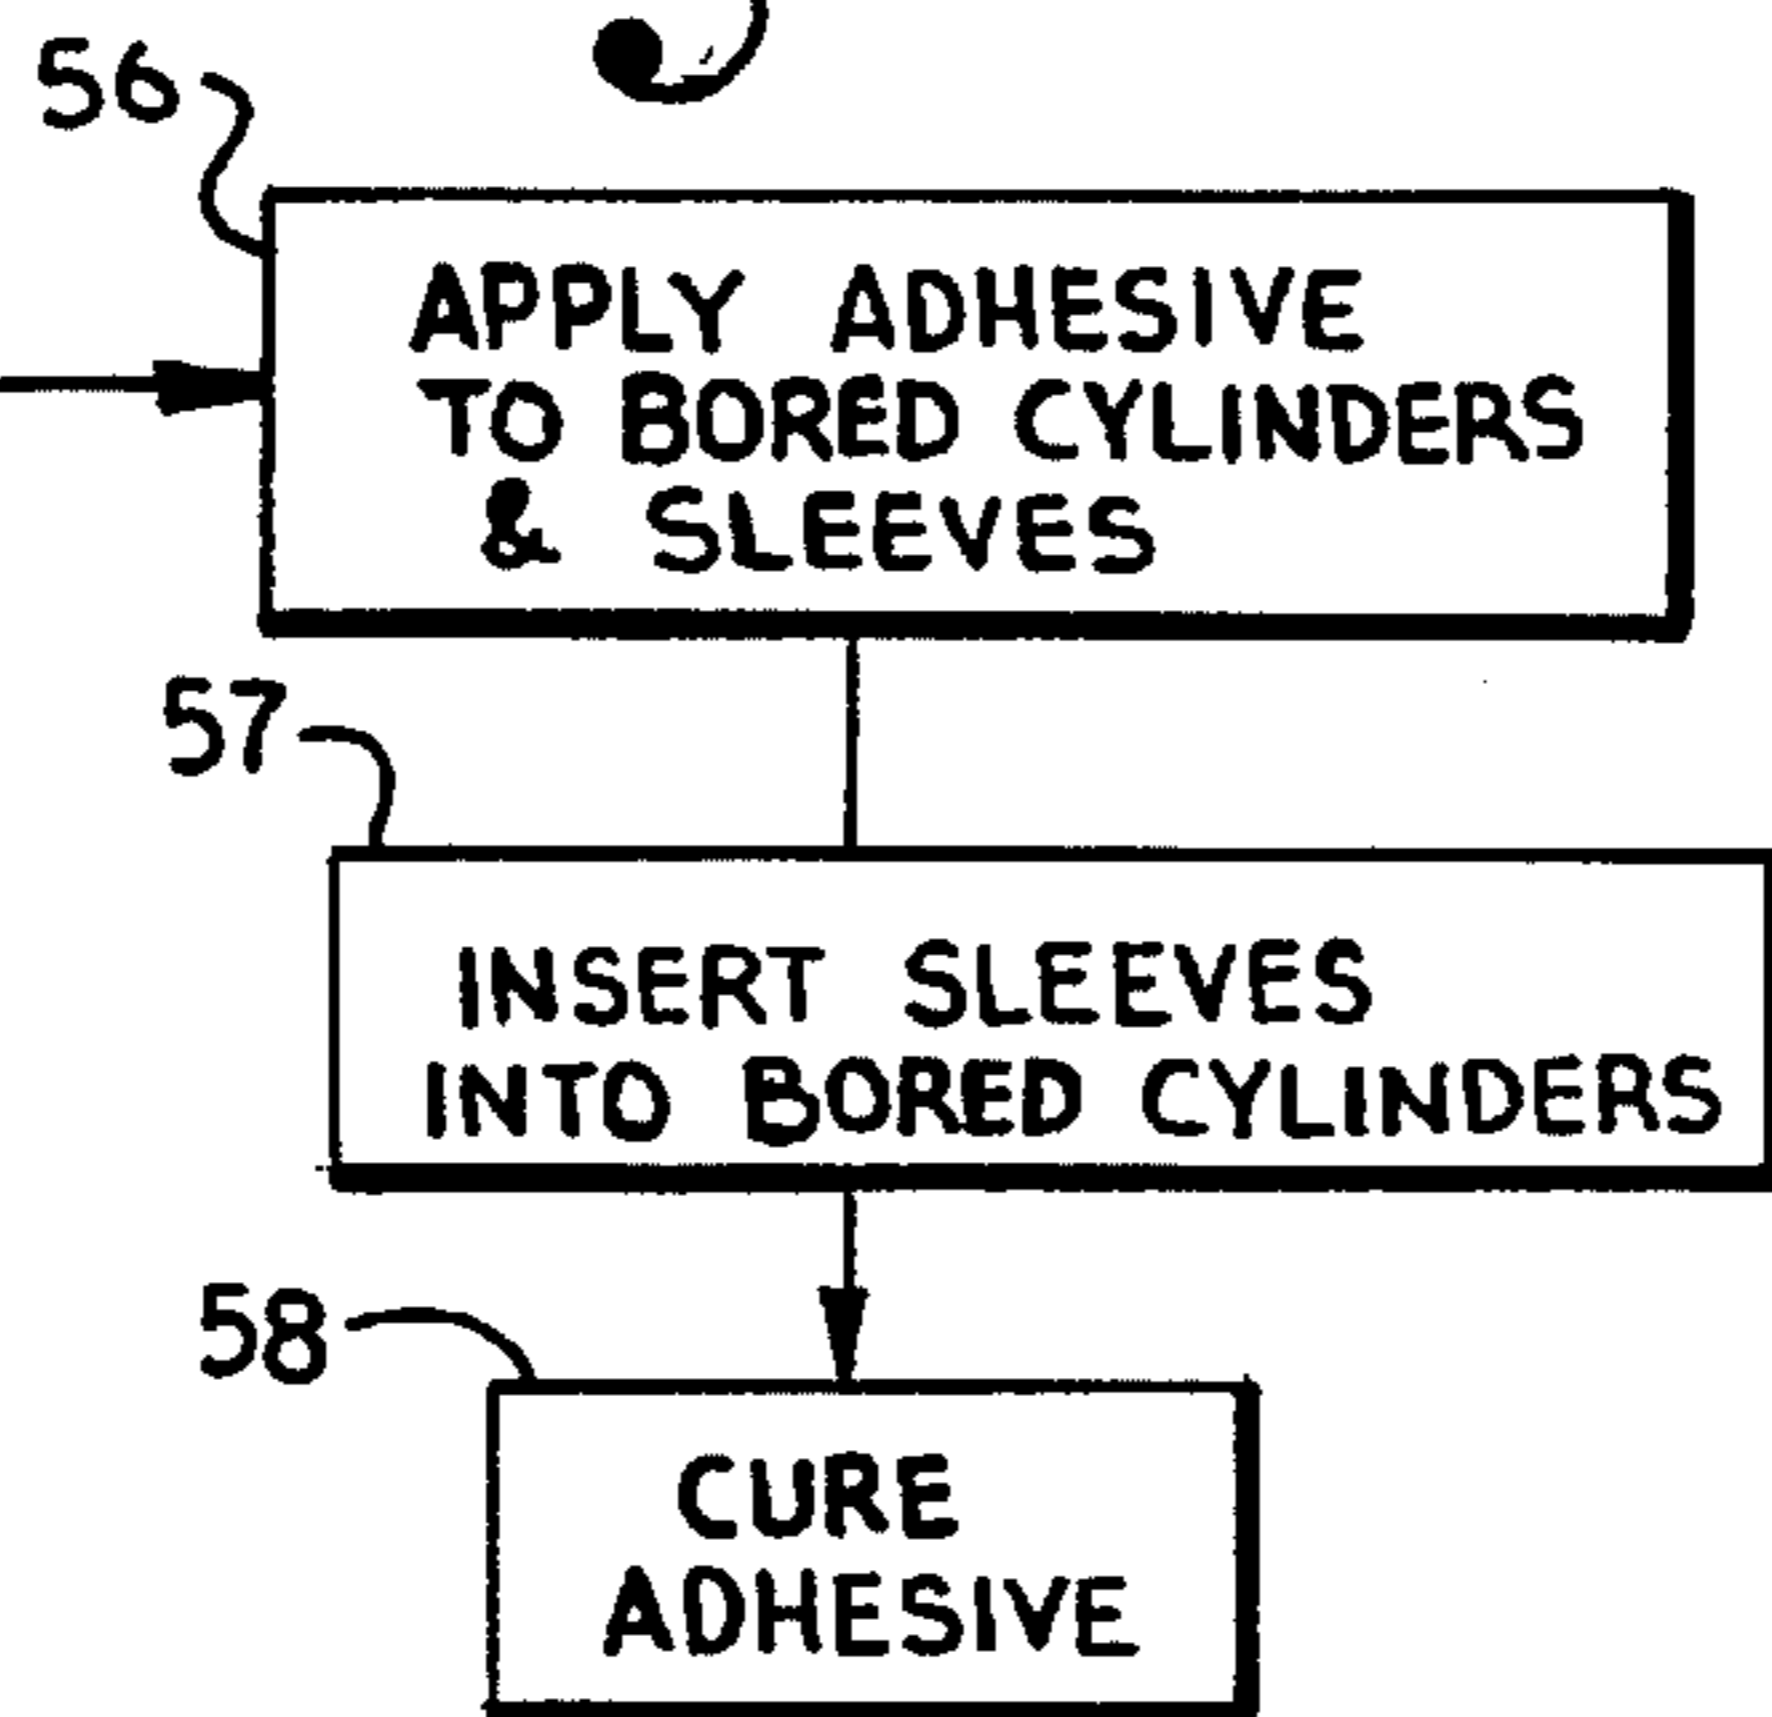 56
APPLY ADHESIVE
TO BORED CYLINDERS
& SLEEVES
57
INSERT SLEEVES
INTO BORED CYLINDERS
58
CURE
ADHESIVE